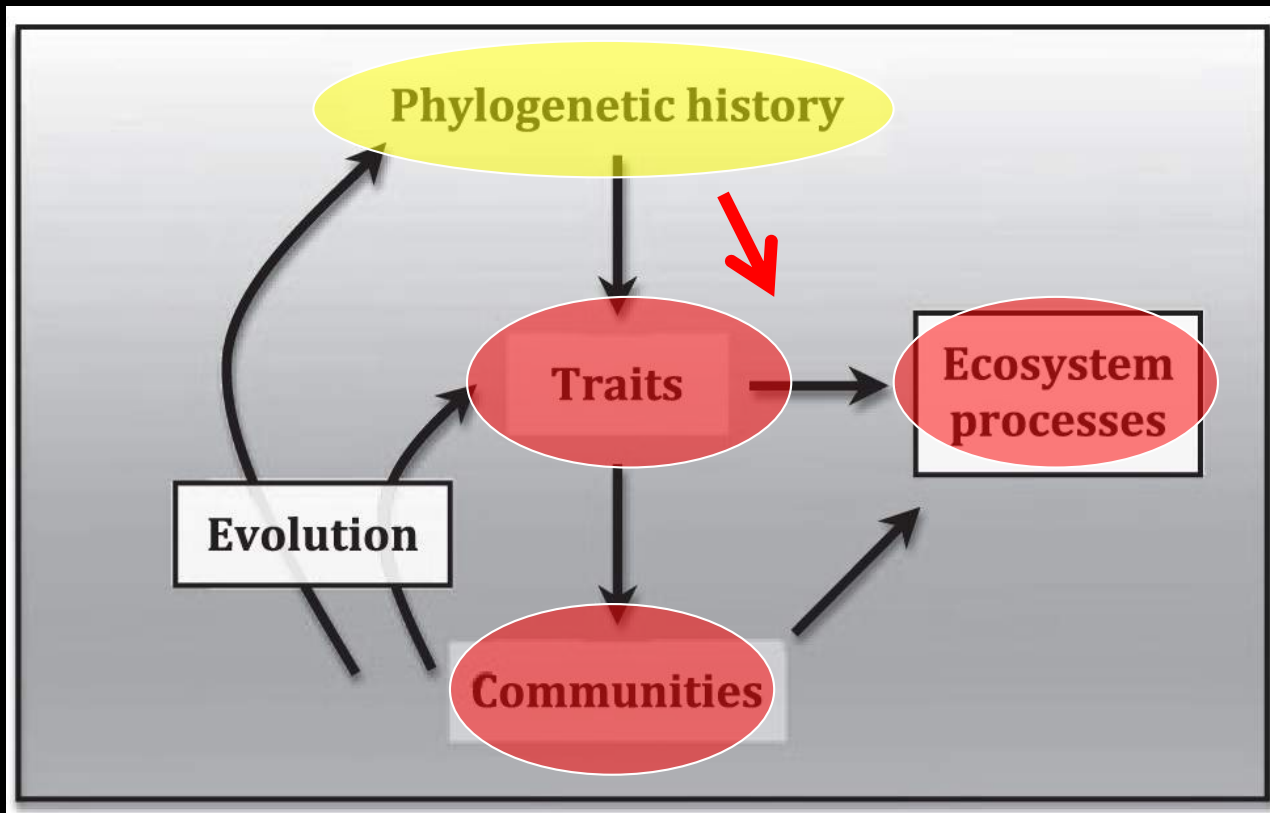 Phylogenetic history
Traits
Ecosystem
processes
Evolution
Communities